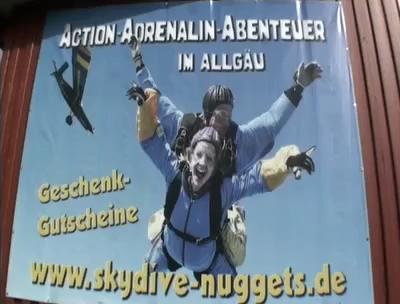 Action-Adrenalin-Abenteuer
im Allgäu
Geschenk-
Gutscheine
www.skydive-nuggets.de